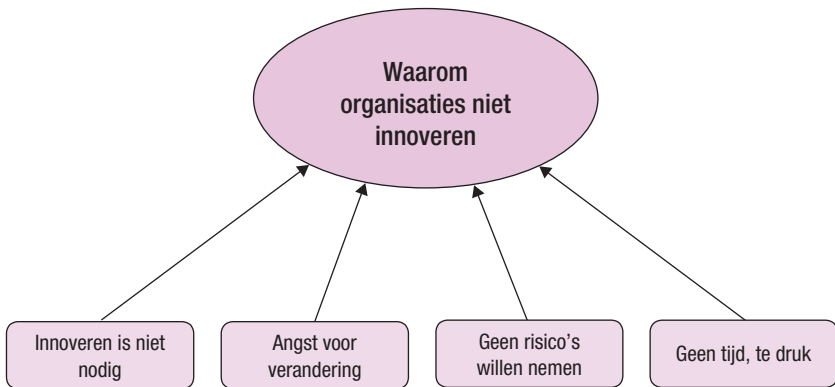 Waarom
organisaties niet
innoveren
Innoveren is niet
nodig
Angst voor
verandering
Geen risico's
willen nemen
Geen tijd, te druk